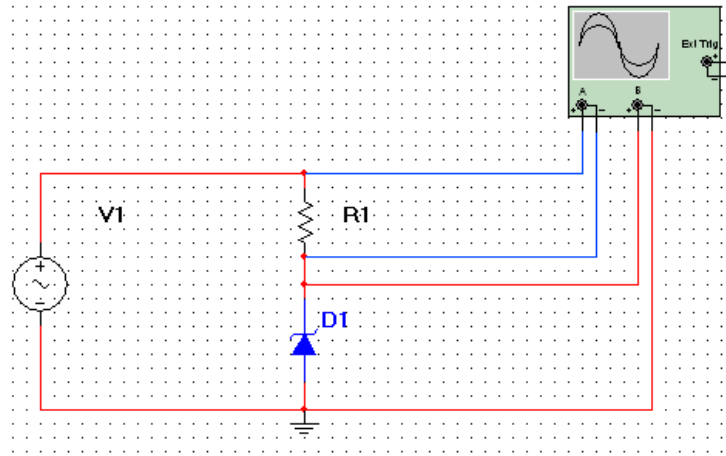 Ext Trig
+
-
A
B
+ - + -
V1
R1
+
-
D1